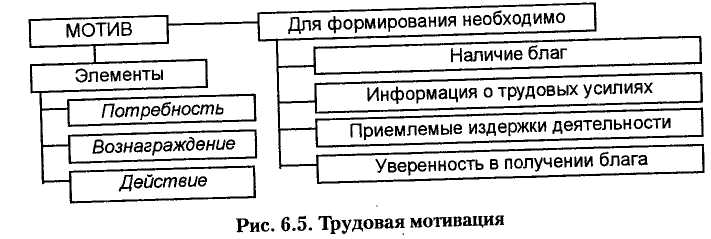 МОТИВ
Элементы
Потребность
Вознаграждение
Действие
Для формирования необходимо
Наличие благ
Информация о трудовых усилиях
Приемлемые издержки деятельности
Уверенность в получении блага
Рис. 6.5. Трудовая мотивация